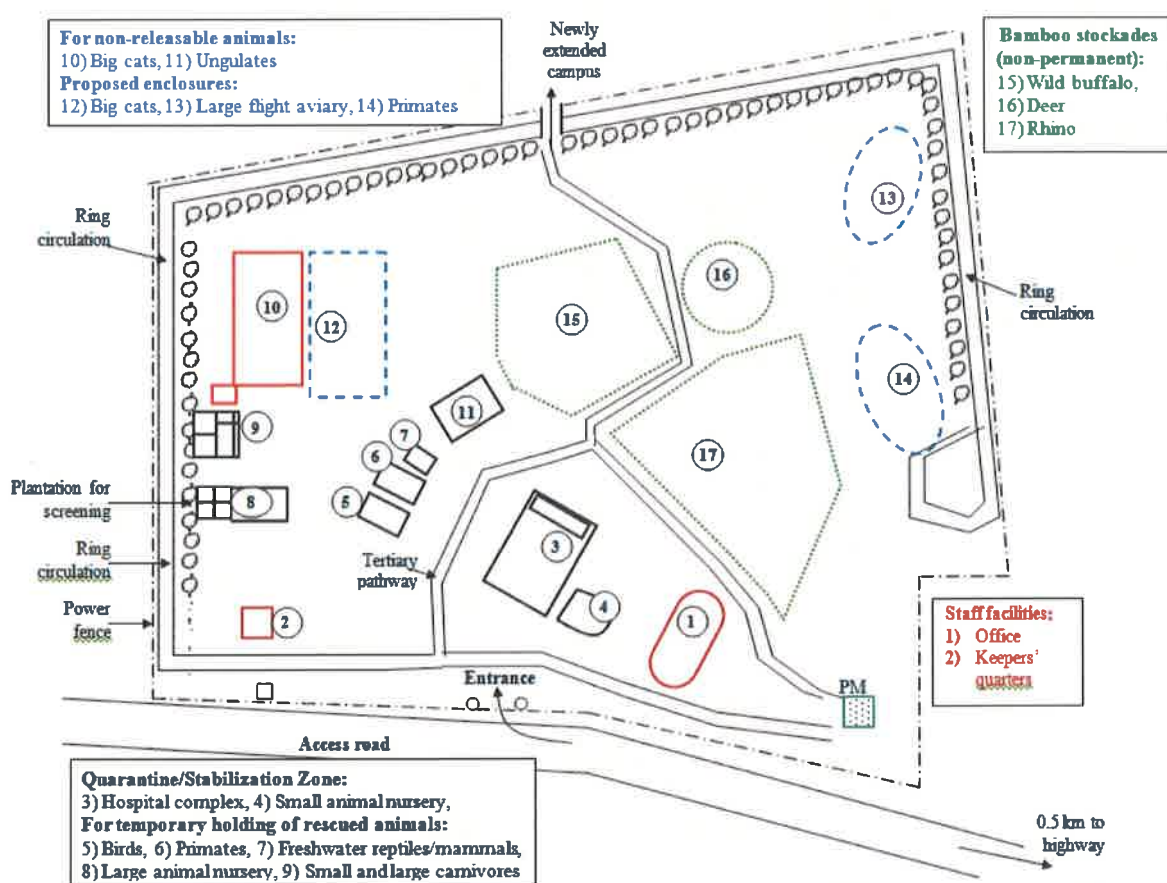 For non-releasable animals:
10) Big cats, 11) Ungulates
Proposed enclosures:
12) Big cats, 13) Large flight aviary, 14) Primates
Newly
extended
campus
Bamboo stockades
(non-permanent):
15) Wild buffalo,
16) Deer
17) Rhino
Ring
circulation
13
16
10
15
12
Ring
circulation
14
11
9
7
17
6
Plantation for
screening
8
5
3
Ring
circulation
Tertiary
pathway
4
Power
fence
2
1
Staff facilities:
1) Office
2) Keepers'
quarters
Entrance
PM
Access road
Quarantine/Stabilization Zone:
3) Hospital complex, 4) Small animal nursery,
For temporary holding of rescued animals:
5) Birds, 6) Primates, 7) Freshwater reptiles/mammals,
8) Large animal nursery, 9) Small and large carnivores
0.5 km to
highway